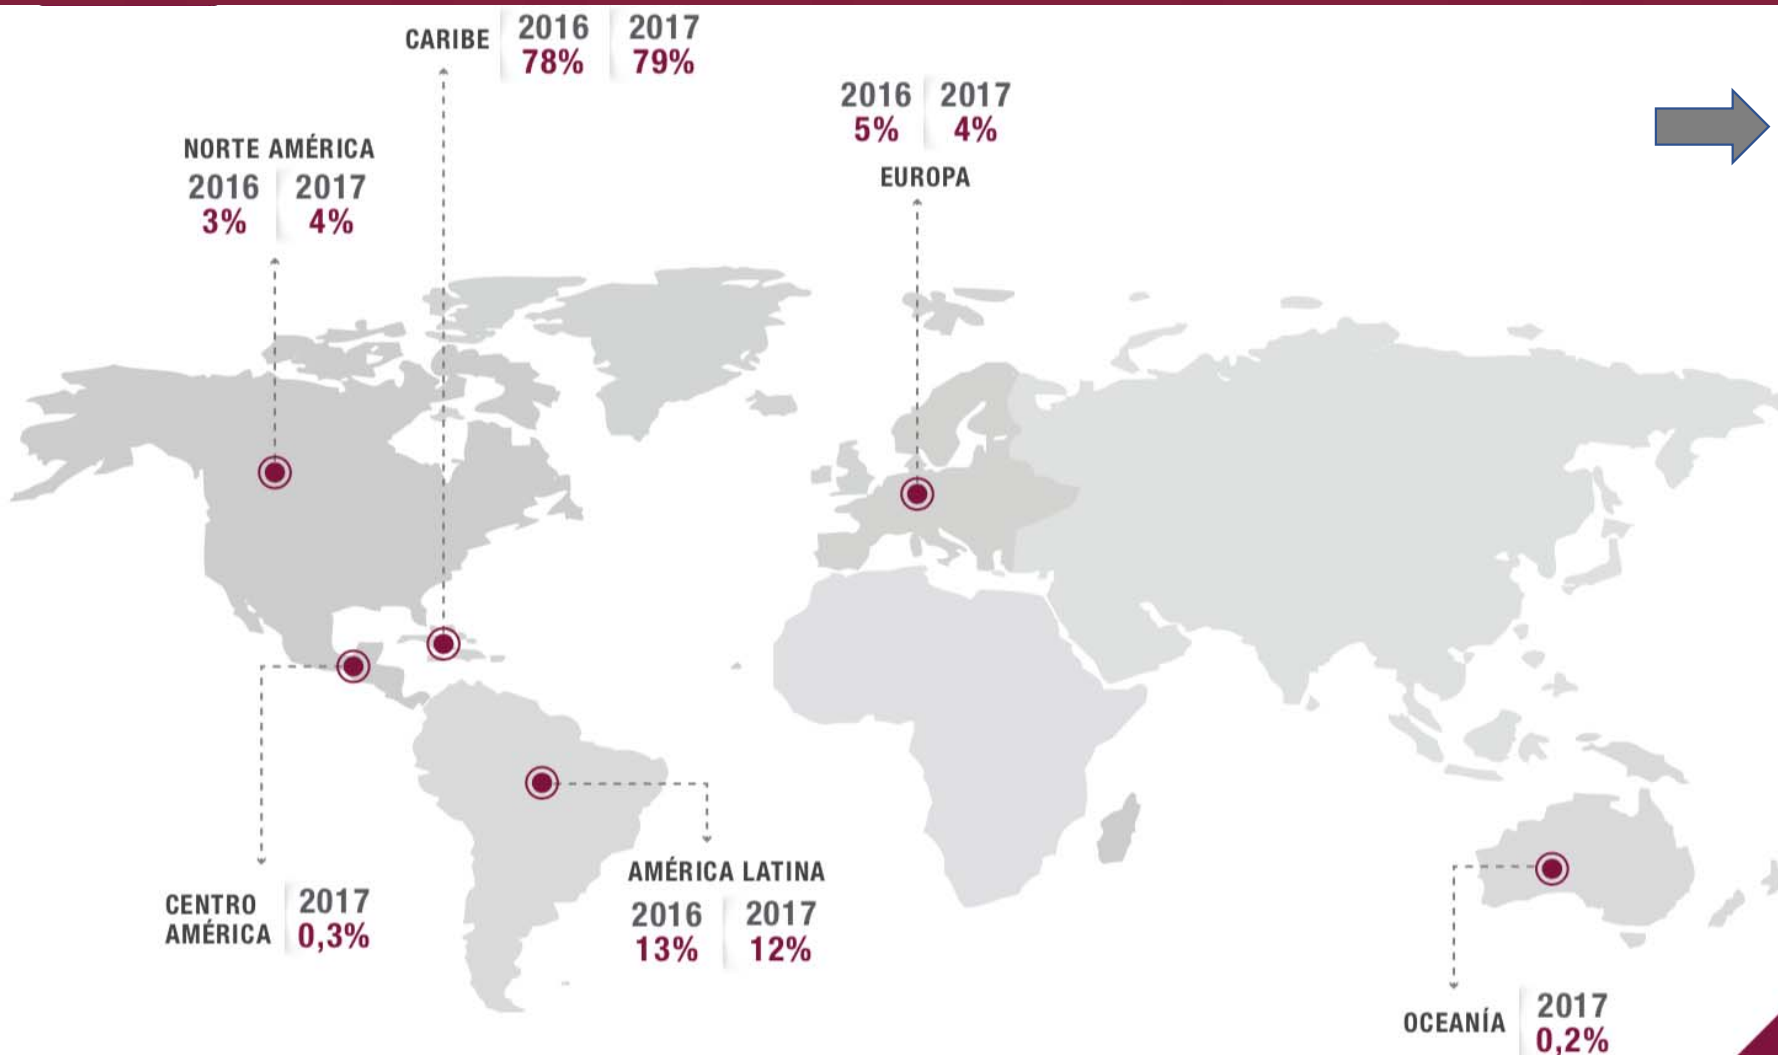 CARIBE
2016 2017
78% 79%
NORTE AMÉRICA
2016 2017
3% 4%
2016 2017
5% 4%
EUROPA
CENTRO
AMÉRICA
2017
0,3%
AMÉRICA LATINA
2016 2017
13% 12%
OCEANÍA
2017
0,2%